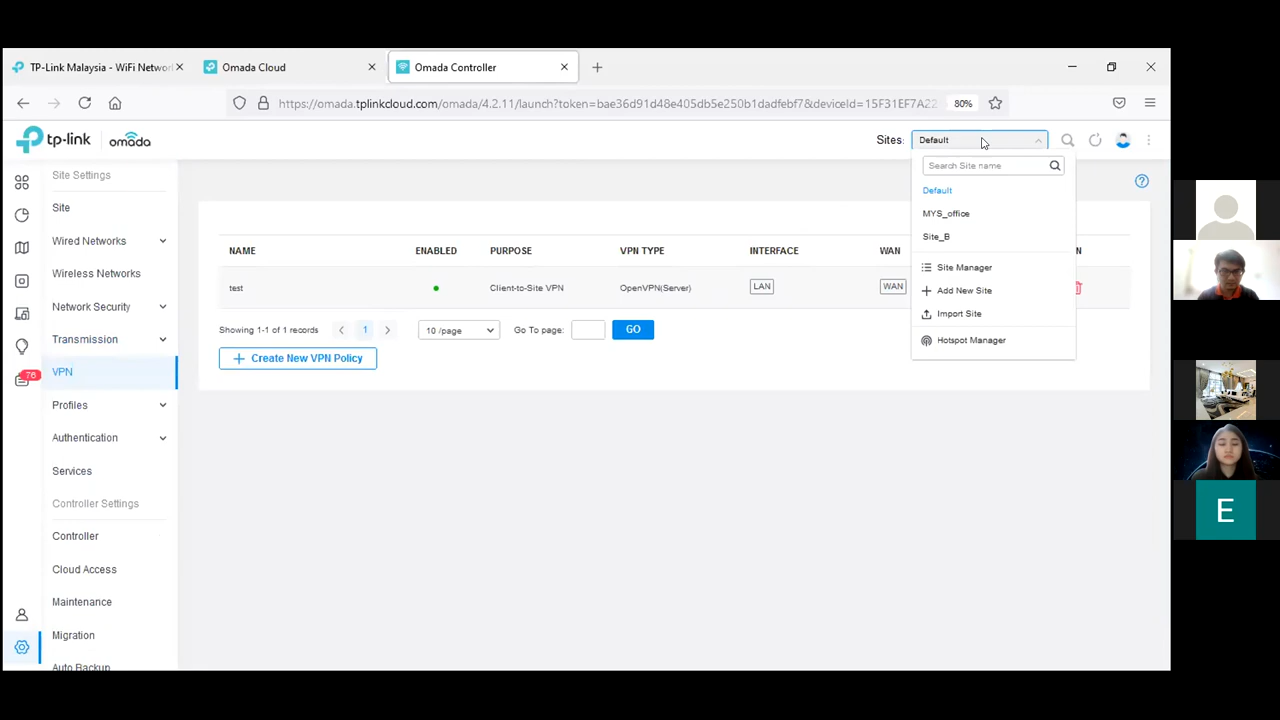 TP-Link Malaysia - WiFi Network
Omada Cloud
Omada Controller
https://omada.tplinkcloud.com/omada/4.2.11/launch?token=bae36d91d48e405db5e250b1dadfebf7&deviceId=15F31EF7A22
80%
tp-link
omada
Sites:
Default
Search Site name
Default
MYS_office
Site_B
Site Manager
Add New Site
Import Site
Hotspot Manager
Site Settings
Site
Wired Networks
Wireless Networks
Network Security
Transmission
VPN
Profiles
Authentication
Services
Controller Settings
Controller
Cloud Access
Maintenance
Migration
Auto Backup
76
NAME ENABLED PURPOSE VPN TYPE INTERFACE WAN N
test Client-to-Site VPN OpenVPN(Server) LAN WAN
Showing 1-1 of 1 records 1 10 /page Go To page: GO
Create New VPN Policy
E